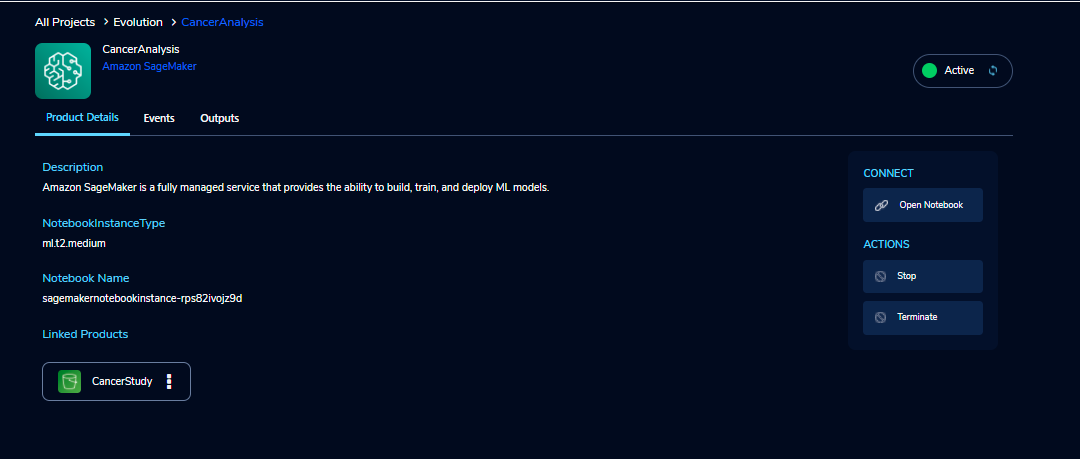 All Projects > Evolution > CancerAnalysis
CancerAnalysis
Amazon SageMaker
Active
Product Details Events Outputs
Description
Amazon SageMaker is a fully managed service that provides the ability to build, train, and deploy ML models.
NotebookInstanceType
ml.t2.medium
Notebook Name
sagemakernotebookinstance-rps82ivojz9d
Linked Products
CancerStudy
CONNECT
Open Notebook
ACTIONS
Stop
Terminate